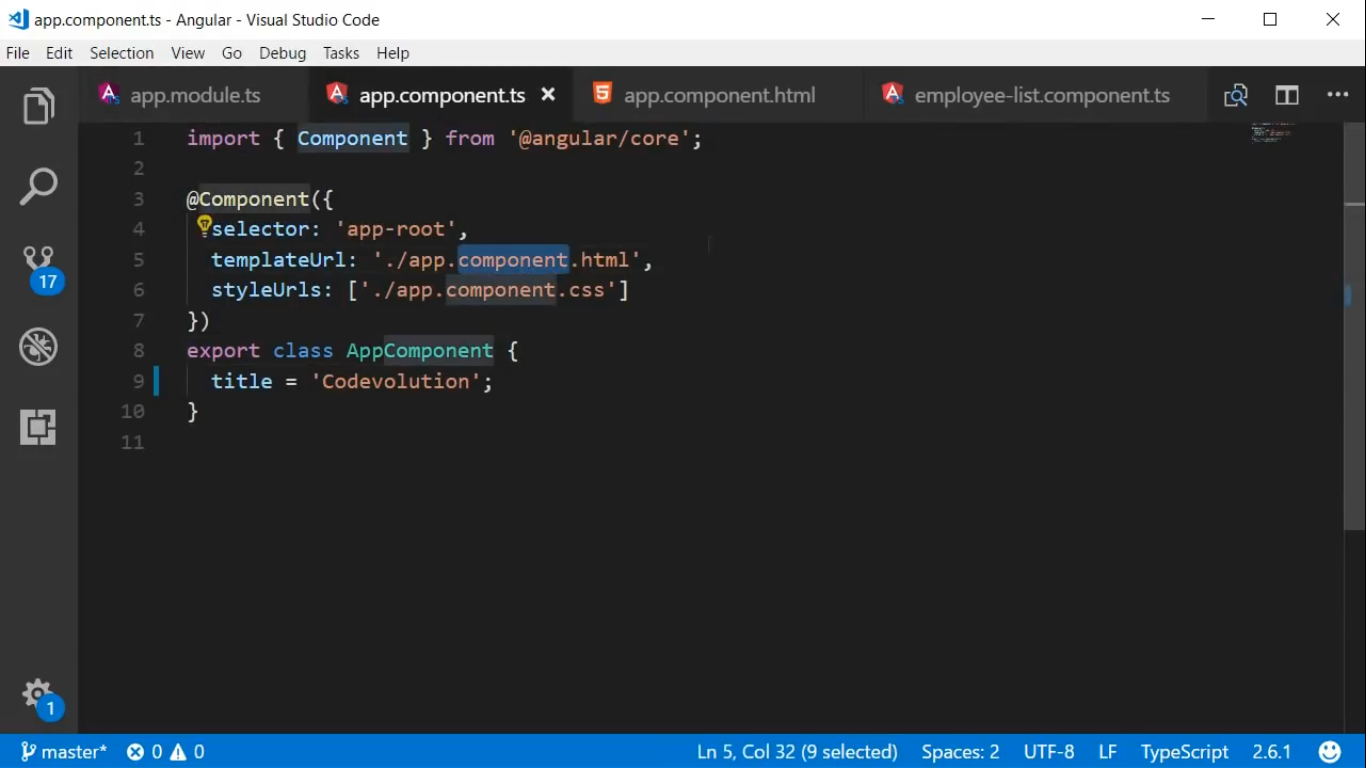 app.component.ts - Angular - Visual Studio Code
File Edit Selection View Go Debug Tasks Help
app.module.ts app.component.ts app.component.html employee-list.component.ts
1 import { Component } from '@angular/core';
2
3 @Component({
4 selector: 'app-root',
5 templateUrl: './app.component.html',
6 styleUrls: ['./app.component.css']
7 })
8 export class AppComponent {
9 title = 'Codevolution';
10 }
11
17
1
master* 0 0 Ln 5, Col 32 (9 selected) Spaces: 2 UTF-8 LF TypeScript 2.6.1